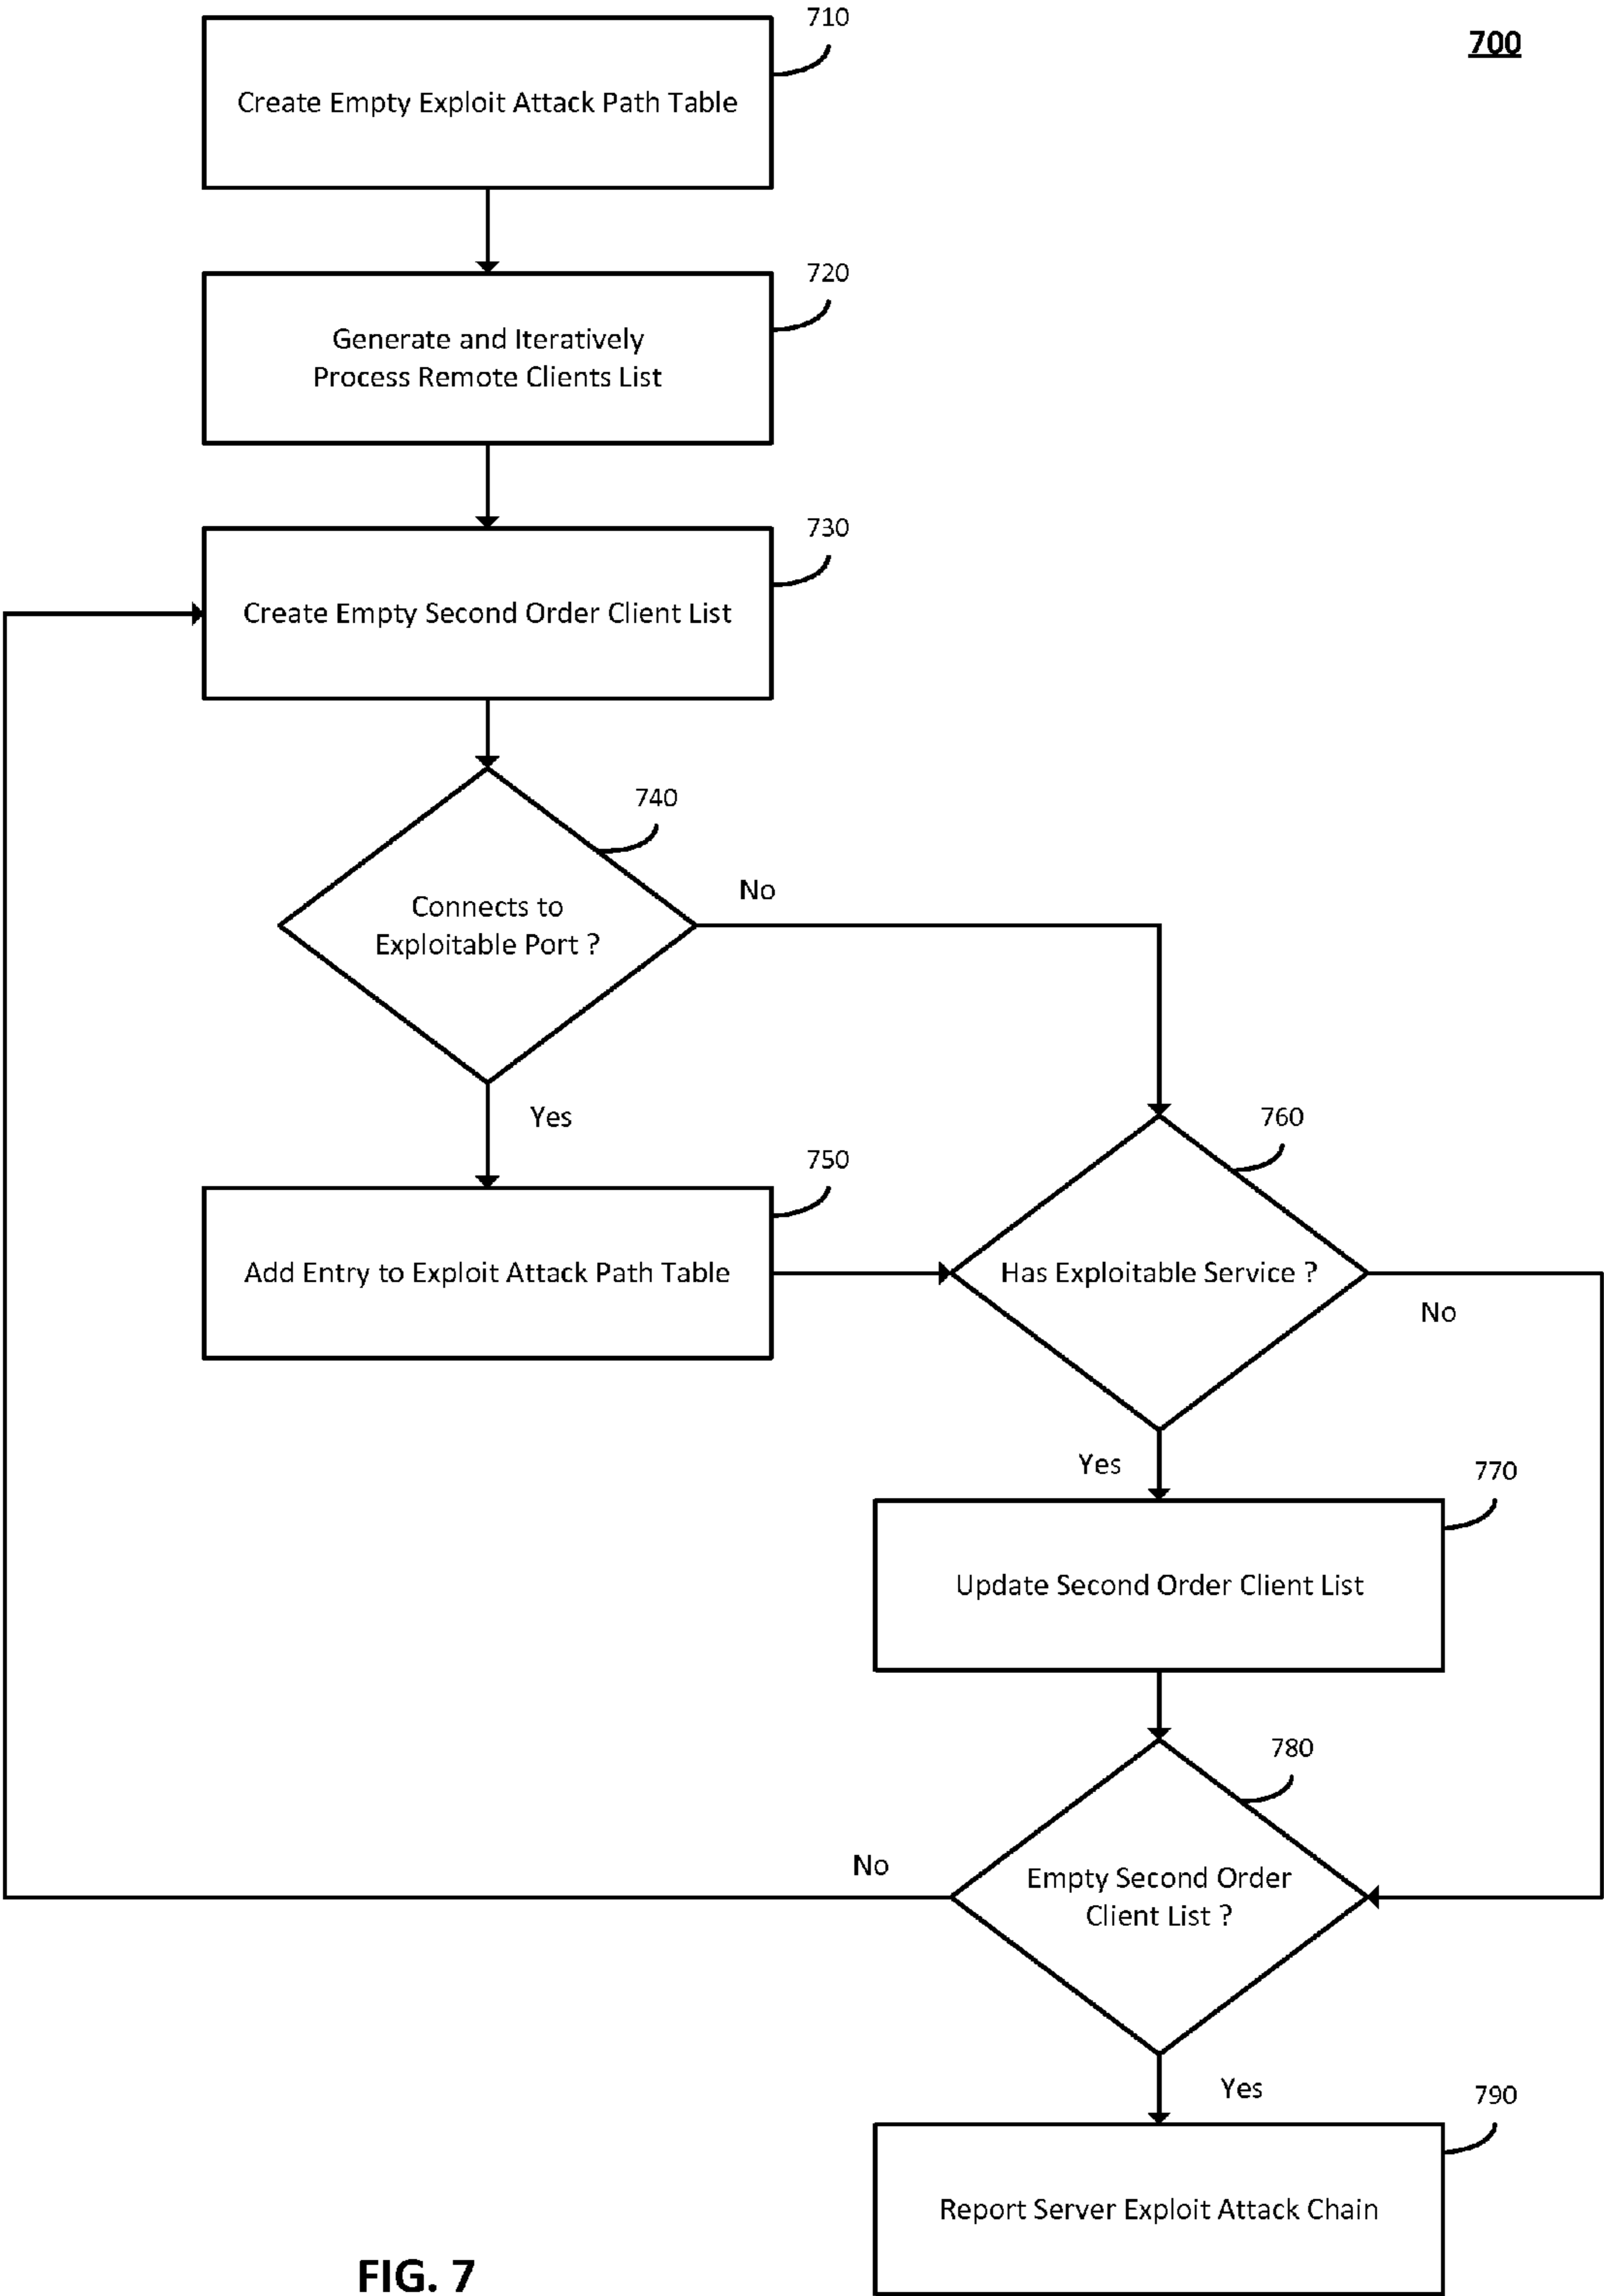 710
700
Create Empty Exploit Attack Path Table
720
Generate and Iteratively
Process Remote Clients List
730
Create Empty Second Order Client List
740
No
Connects to
Exploitable Port ?
Yes
760
750
Add Entry to Exploit Attack Path Table
Has Exploitable Service ?
No
Yes
770
Update Second Order Client List
780
No
Empty Second Order
Client List ?
Yes
790
Report Server Exploit Attack Chain
FIG. 7